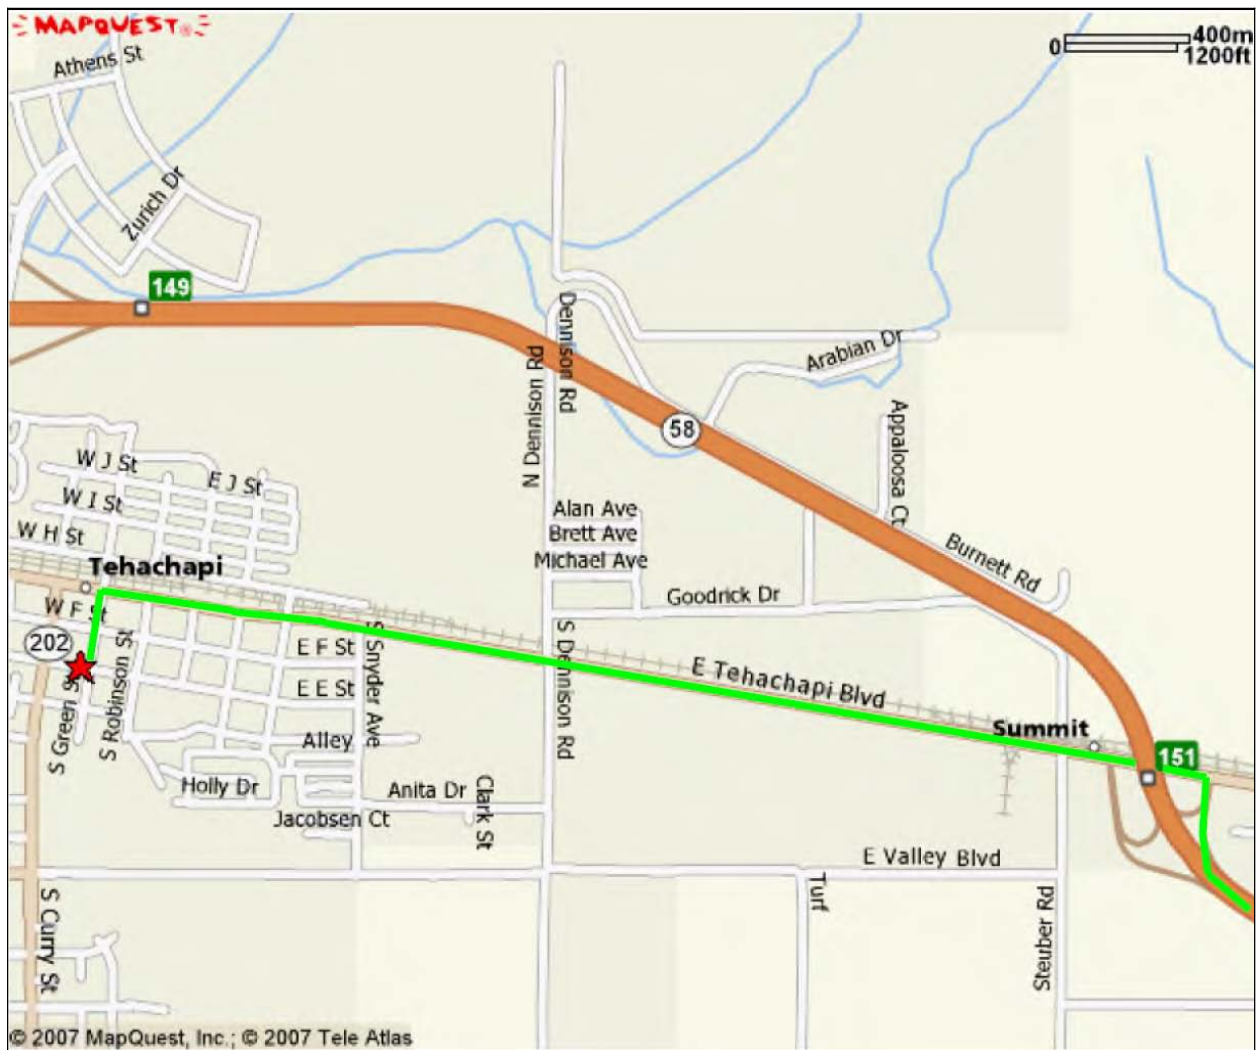 MAPQUEST
Athens St
0 400m
1200ft
Zurich Dr
149
Dennison Rd
N Dennison Rd
Arabian Dr
58
Appaloosa Ct
W J St
E J St
W I St
W H St
Alan Ave
Brett Ave
Michael Ave
Burnett Rd
Tehachapi
Goodrick Dr
W F St
202
E F St
E E St
S Snyder Ave
S Dennison Rd
E Tehachapi Blvd
S Green St
S Robinson St
Summit
151
Alley
Holly Dr
Anita Dr
Clark St
Jacobsen Ct
E Valley Blvd
Turf
S Curry St
Steuber Rd
© 2007 MapQuest, Inc.; © 2007 Tele Atlas